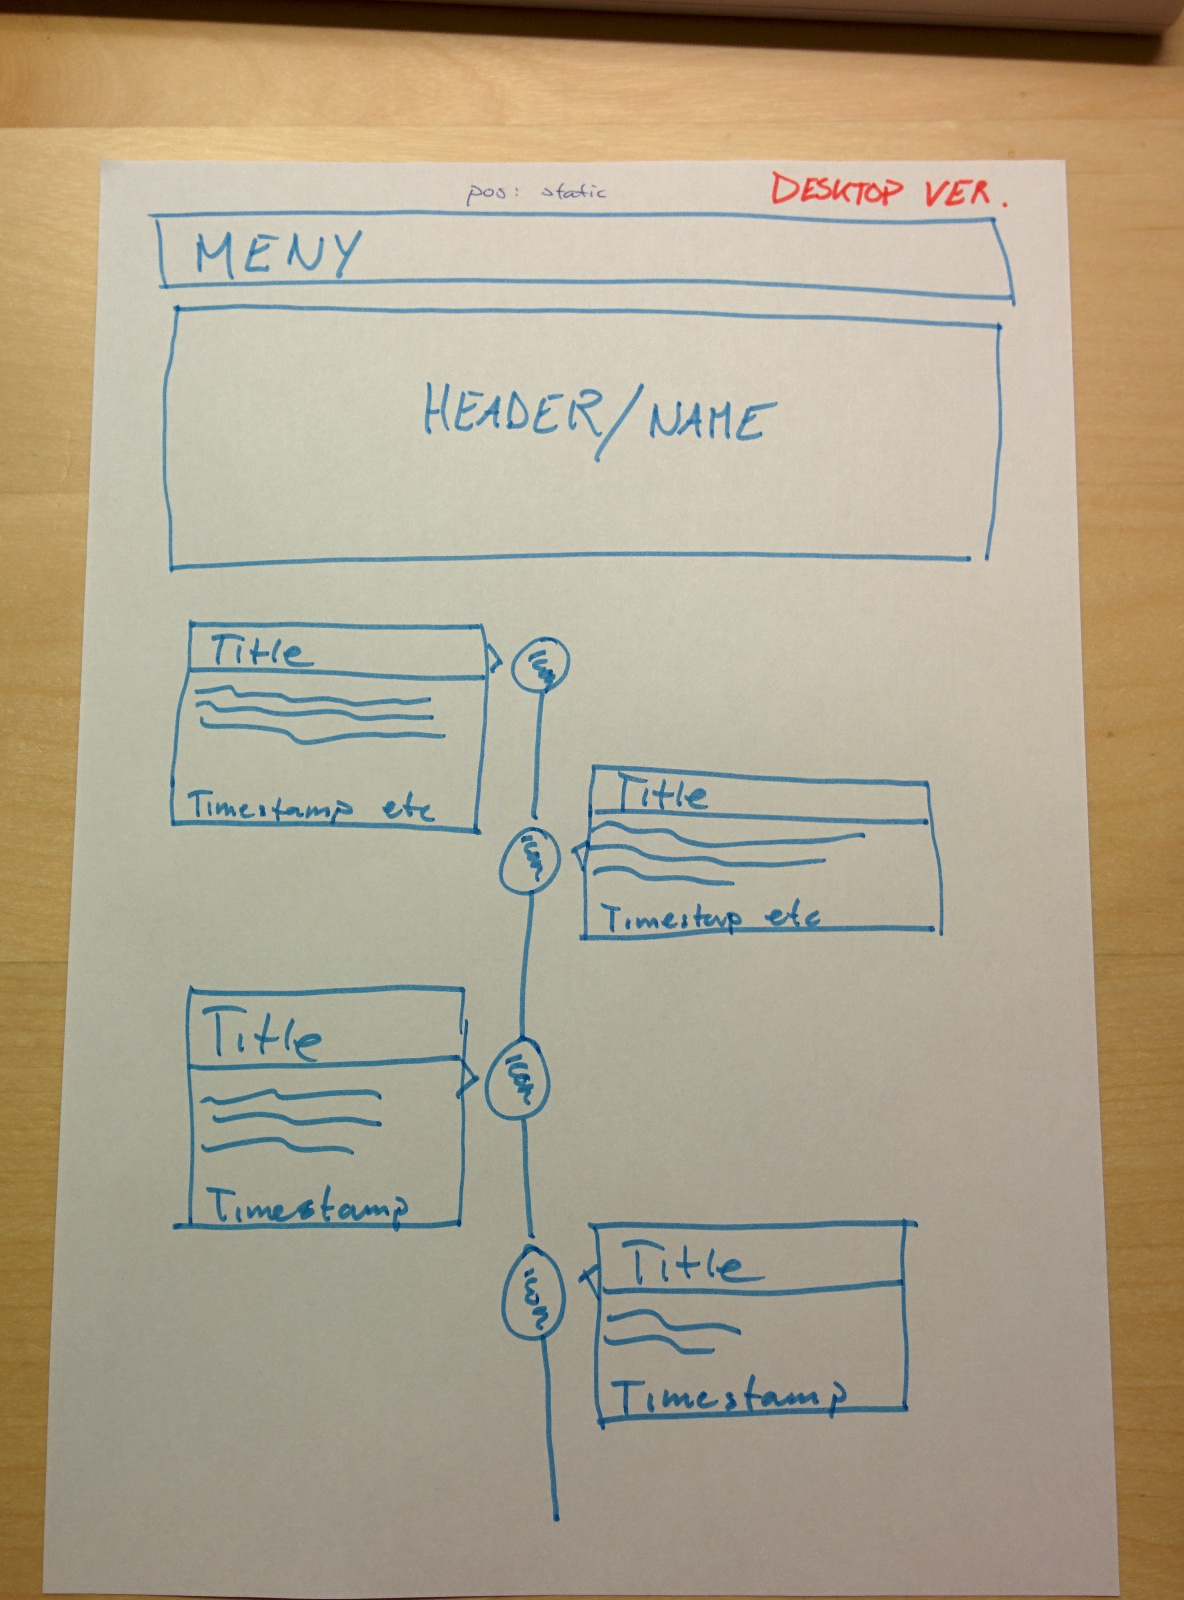 pos: static
DESKTOP VER.
MENY
HEADER/NAME
Title
Icon
Timestamp etc
Title
Icon
Timestap etc
Title
Icon
Timestamp
Title
Icon
Timestamp